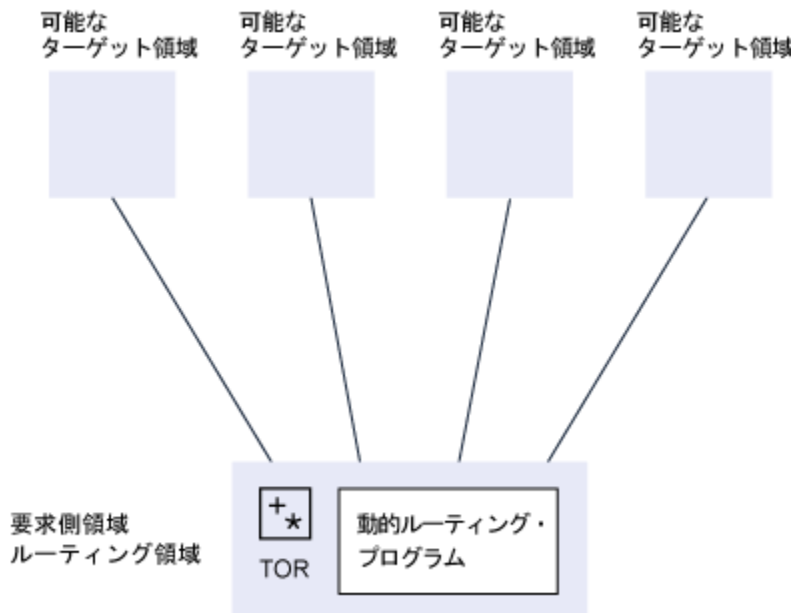 可能な
ターゲット領域
可能な
ターゲット領域
可能な
ターゲット領域
可能な
ターゲット領域
要求側領域
ルーティング領域
+
*
TOR
動的ルーティング・
プログラム